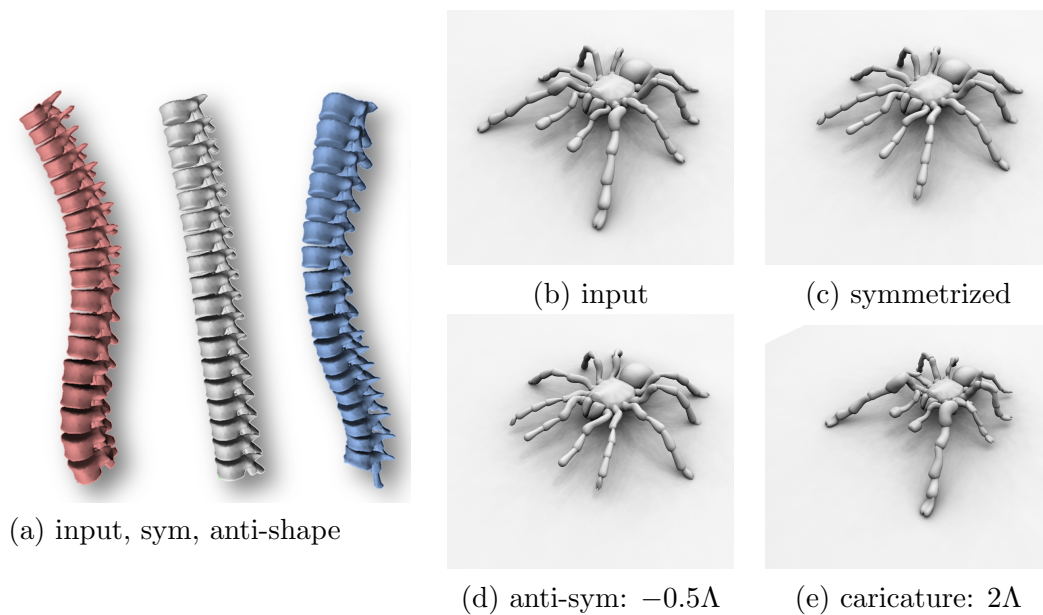 (b) input
(c) symmetrized
(a) input, sym, anti-shape
(d) anti-sym: −0.5Λ
(e) caricature: 2Λ